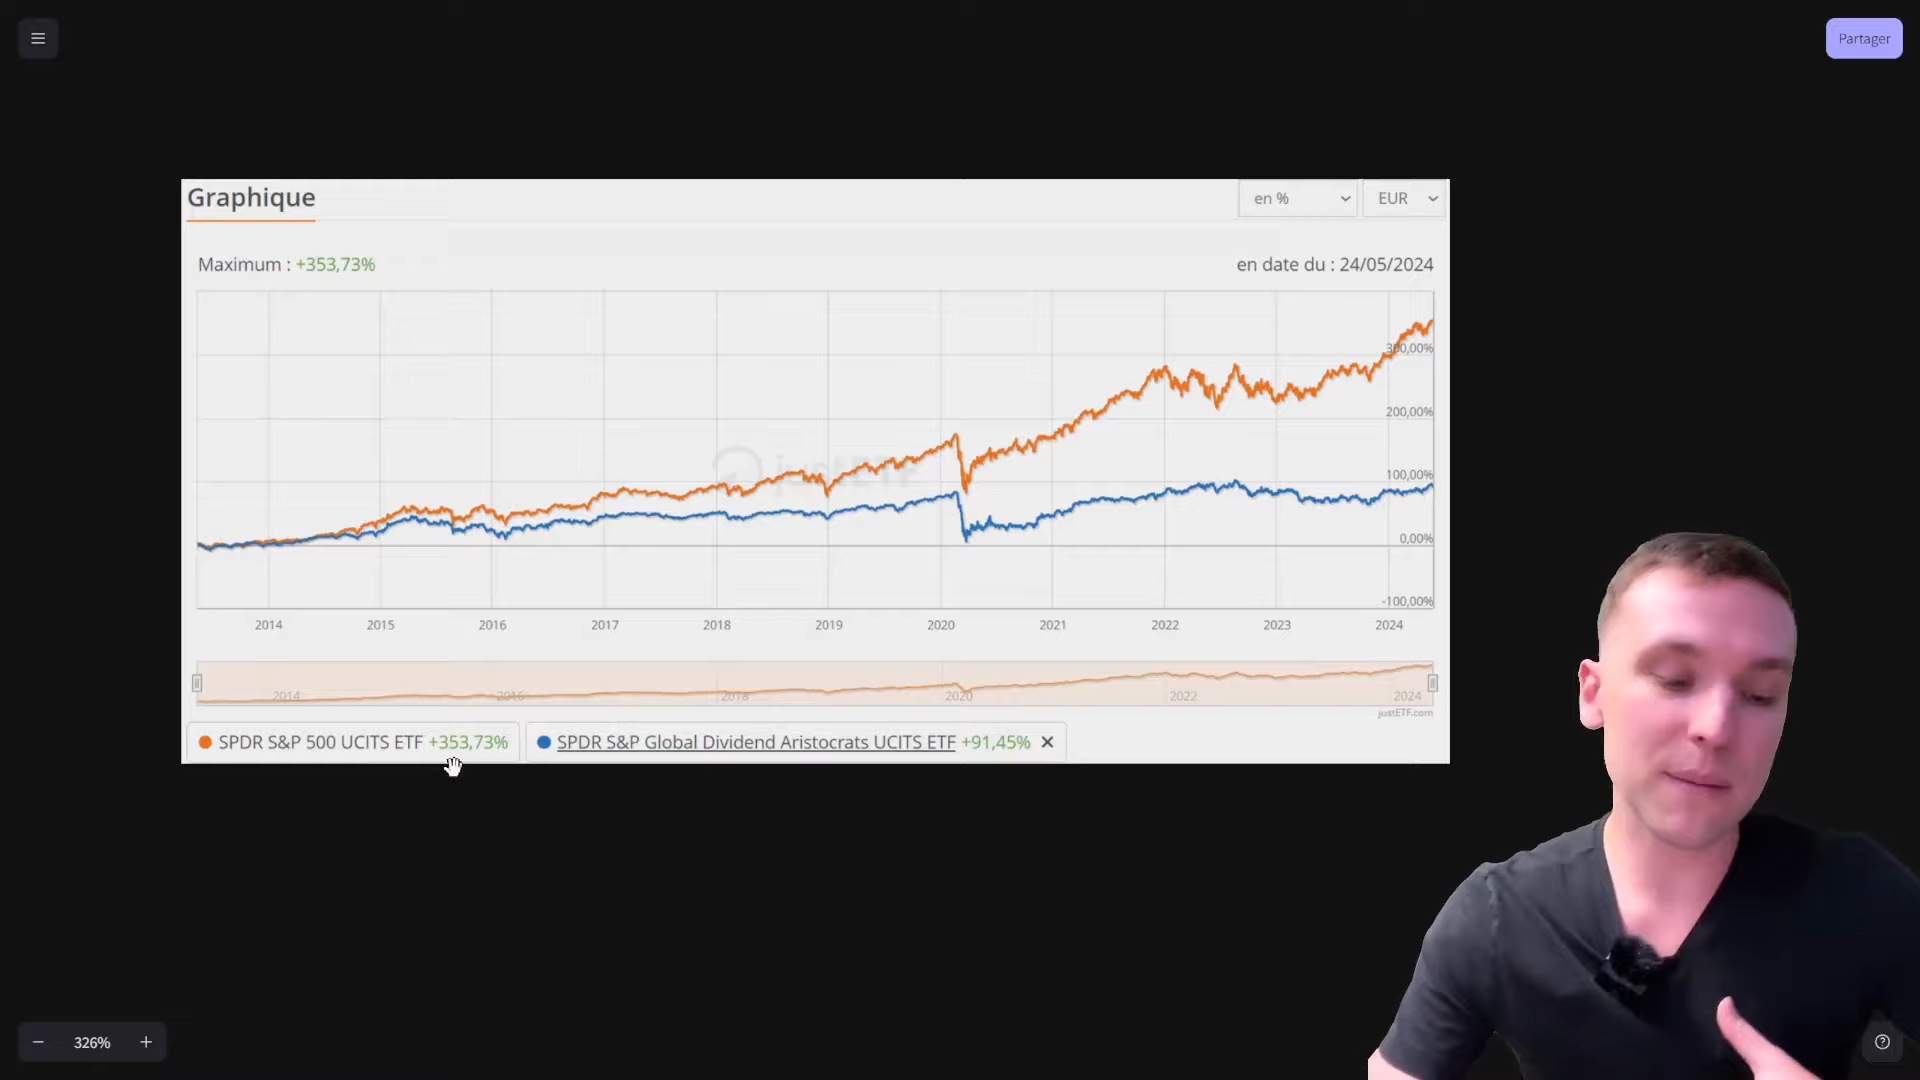 Partager
Graphique
en %
EUR
Maximum : +353,73%
en date du : 24/05/2024
300,00%
200,00%
justETF
100,00%
0,00%
-100,00%
2014 2015 2016 2017 2018 2019 2020 2021 2022 2023 2024
2014 2016 2018 2020 2022 2024
justETF.com
SPDR S&P 500 UCITS ETF +353,73%
SPDR S&P Global Dividend Aristocrats UCITS ETF +91,45%
326%